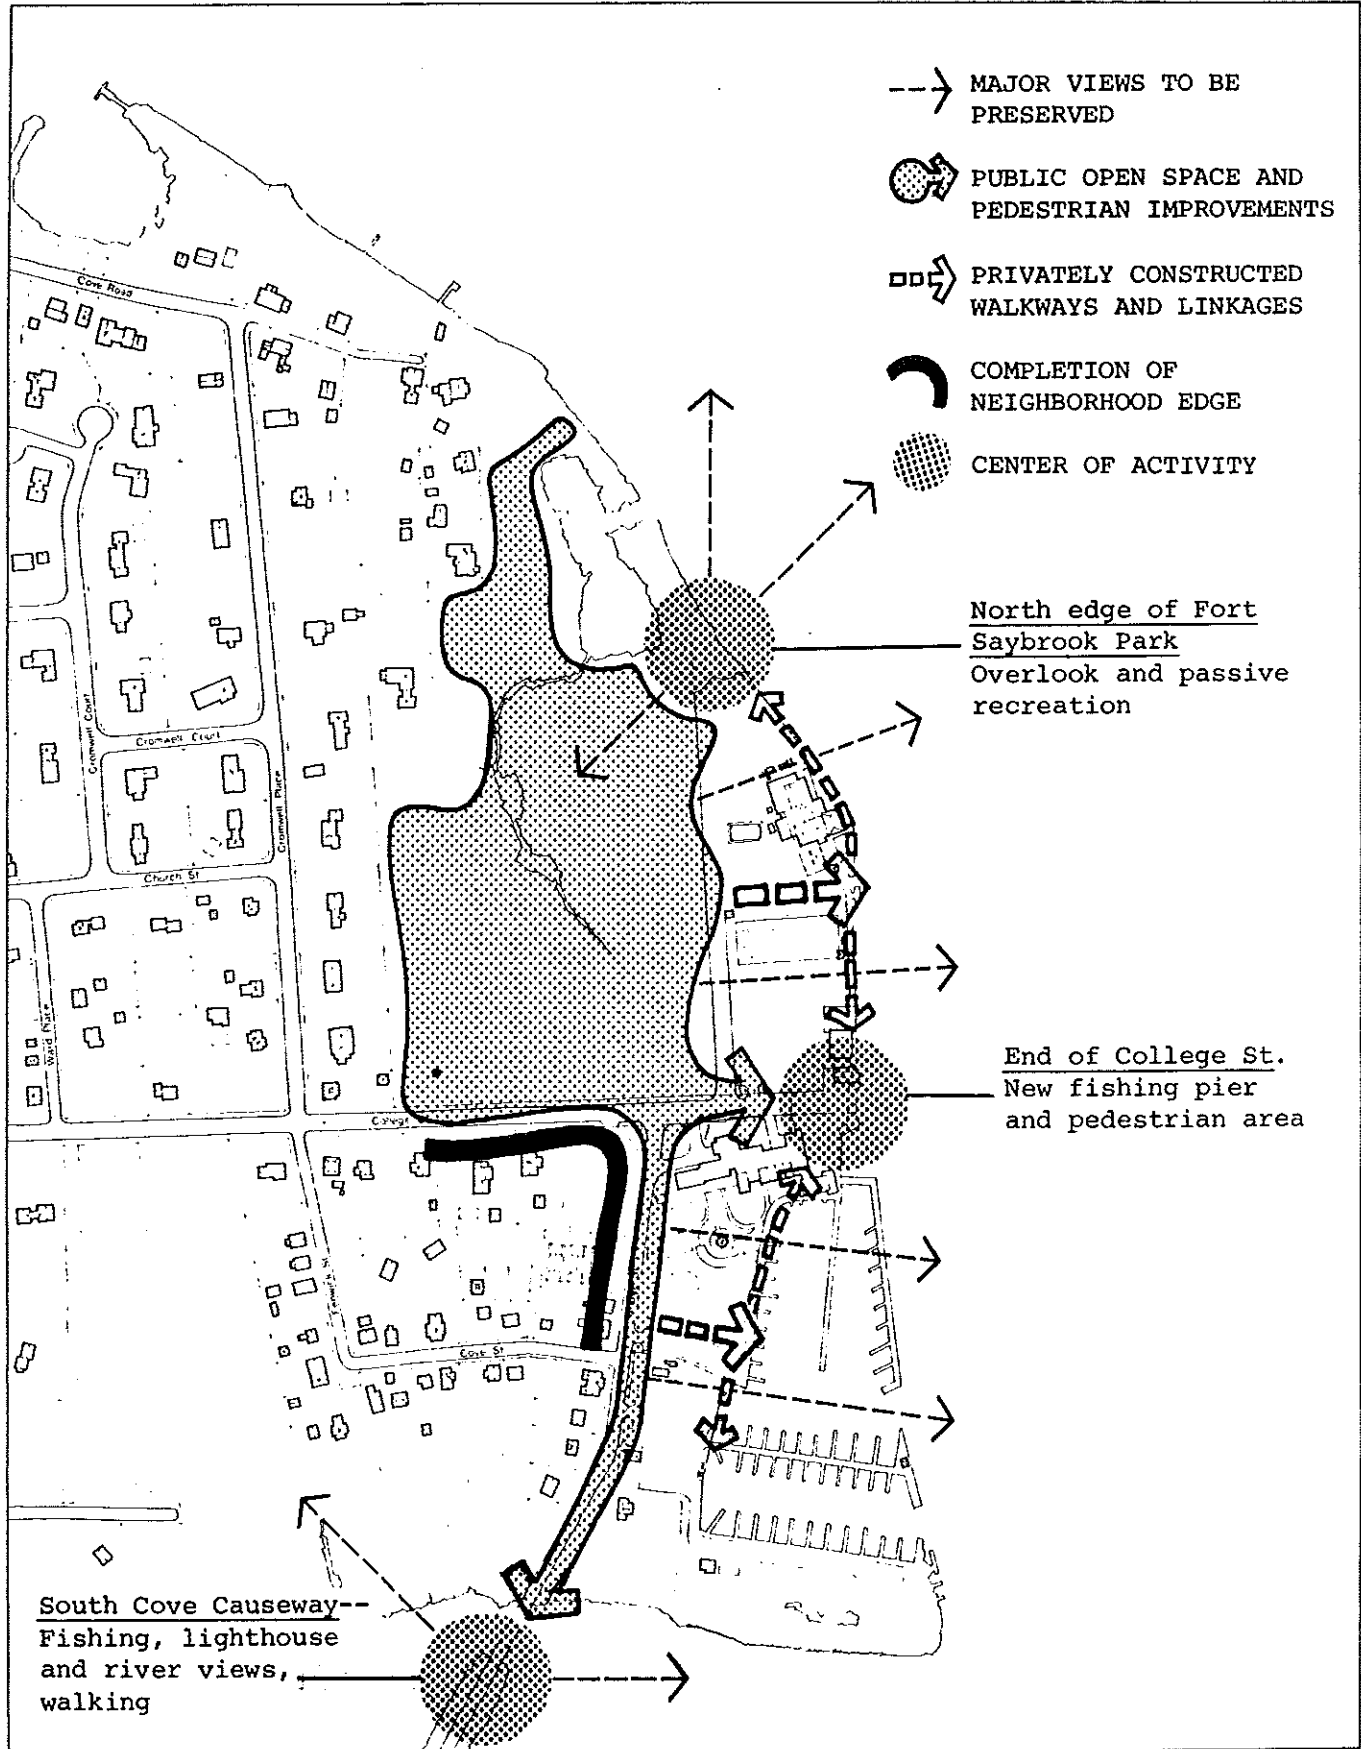 MAJOR VIEWS TO BE
PRESERVED
PUBLIC OPEN SPACE AND
PEDESTRIAN IMPROVEMENTS
PRIVATELY CONSTRUCTED
WALKWAYS AND LINKAGES
COMPLETION OF
NEIGHBORHOOD EDGE
CENTER OF ACTIVITY
North edge of Fort
Saybrook Park
Overlook and passive
recreation
End of College St.
New fishing pier
and pedestrian area
South Cove Causeway--
Fishing, lighthouse
and river views,
walking
Cove Road
Cromwell Court
Cromwell Court
Cromwell Place
Church St
Ward Place
College
Fenwick St
Cove St